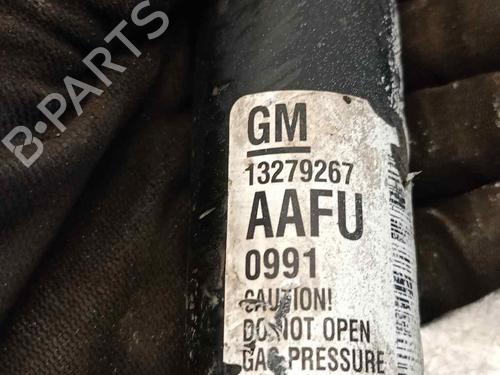 B-PARTS
GM
13279267
AAFU
0991
CAUTION!
DO NOT OPEN
GAS PRESSURE